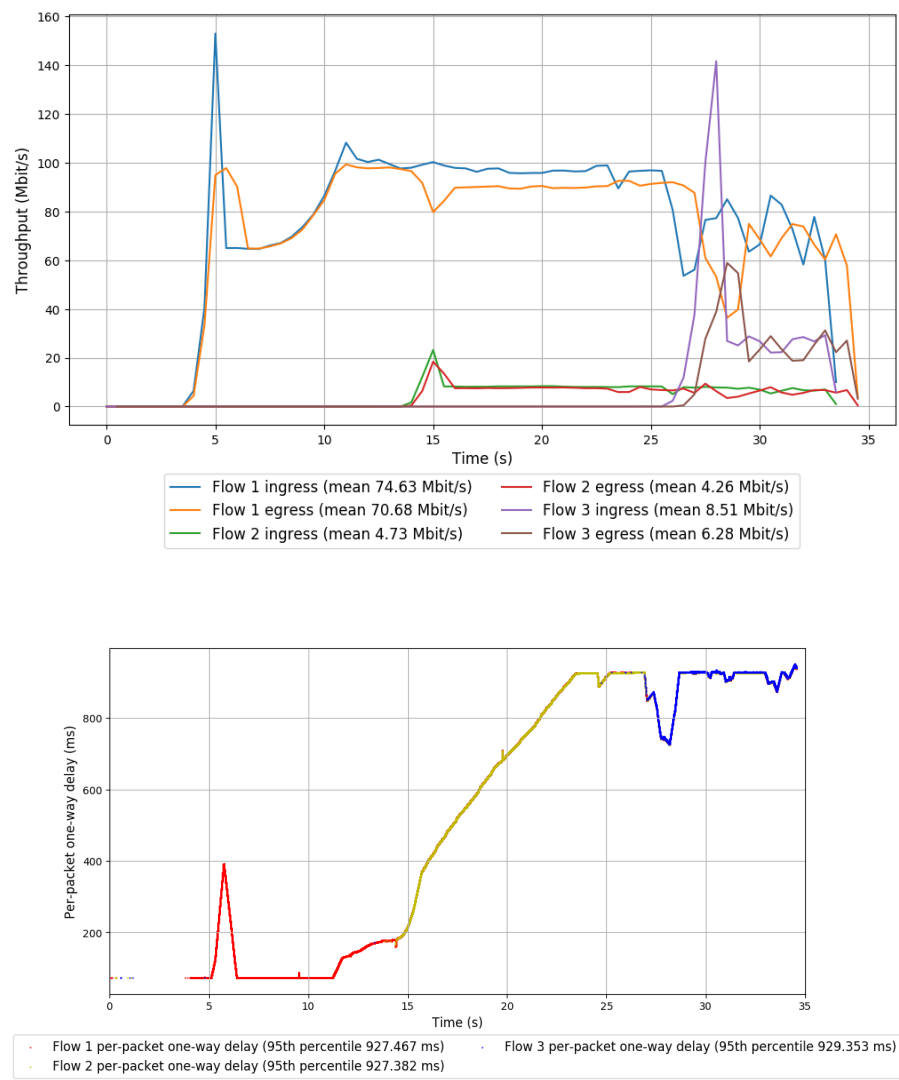 160
140
120
100
80
60
40
20
0
Throughput (Mbit/s)
0 5 10 15 20 25 30 35
Time (s)
Flow 1 ingress (mean 74.63 Mbit/s)
Flow 1 egress (mean 70.68 Mbit/s)
Flow 2 ingress (mean 4.73 Mbit/s)
Flow 2 egress (mean 4.26 Mbit/s)
Flow 3 ingress (mean 8.51 Mbit/s)
Flow 3 egress (mean 6.28 Mbit/s)
800
600
400
200
Per-packet one-way delay (ms)
0 5 10 15 20 25 30 35
Time (s)
Flow 1 per-packet one-way delay (95th percentile 927.467 ms)
Flow 2 per-packet one-way delay (95th percentile 927.382 ms)
Flow 3 per-packet one-way delay (95th percentile 929.353 ms)